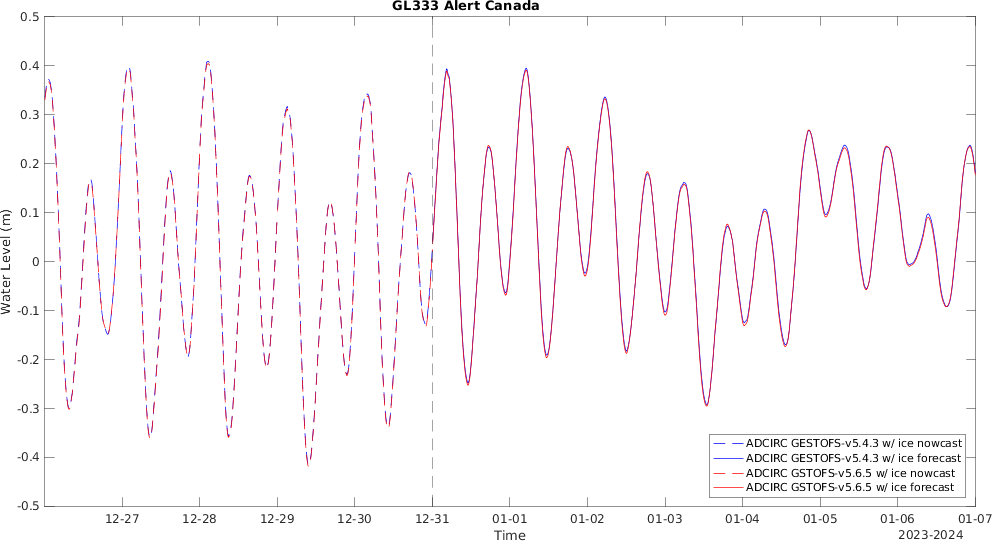 GL333 Alert Canada
0.5
0.4
0.3
0.2
0.1
0
-0.1
-0.2
-0.3
-0.4
-0.5
Water Level (m)
ADCIRC GESTOFS-v5.4.3 w/ ice nowcast
ADCIRC GESTOFS-v5.4.3 w/ ice forecast
ADCIRC GSTOFS-v5.6.5 w/ ice nowcast
ADCIRC GSTOFS-v5.6.5 w/ ice forecast
12-27 12-28 12-29 12-30 12-31 01-01 01-02 01-03 01-04 01-05 01-06 01-07
Time
2023-2024